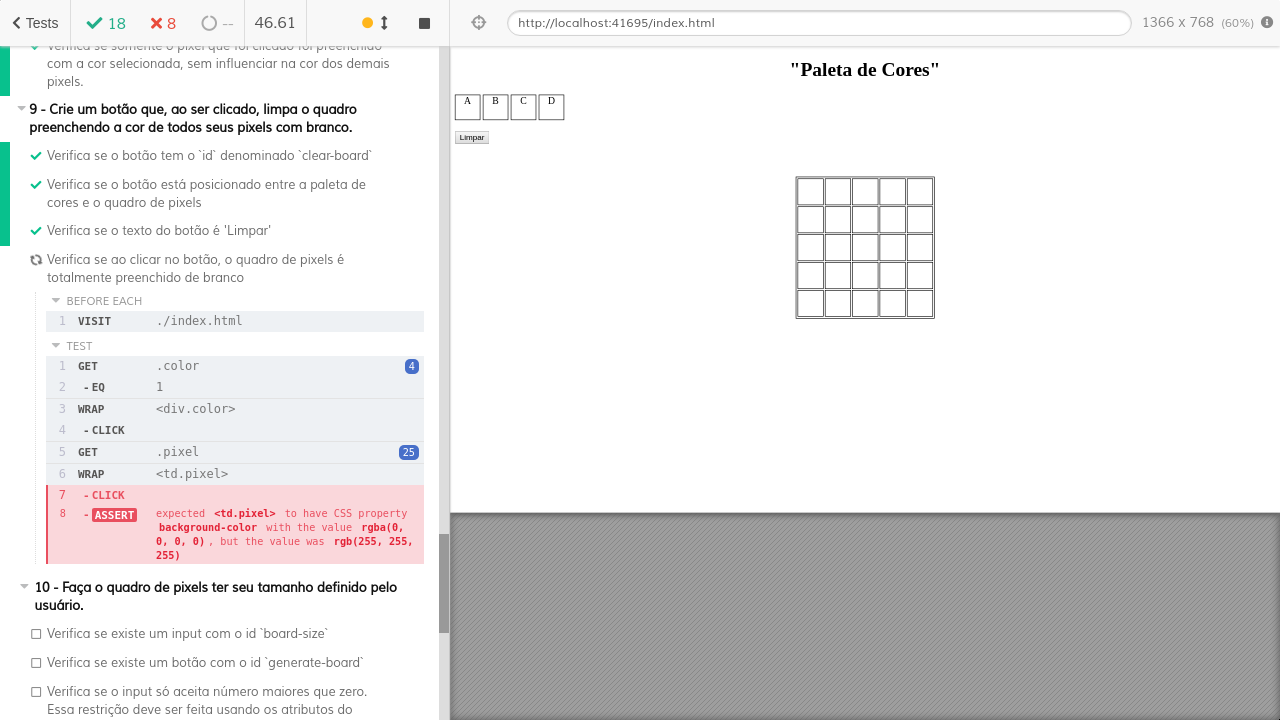 Tests
18
8
--
46.61
http://localhost:41695/index.html
1366 x 768 (60%)
Verifica se somente o pixel que foi clicado foi preenchido
com a cor selecionada, sem influenciar na cor dos demais
pixels.
9 - Crie um botão que, ao ser clicado, limpa o quadro
preenchendo a cor de todos seus pixels com branco.
Verifica se o botão tem o `id` denominado `clear-board`
Verifica se o botão está posicionado entre a paleta de
cores e o quadro de pixels
Verifica se o texto do botão é 'Limpar'
Verifica se ao clicar no botão, o quadro de pixels é
totalmente preenchido de branco
BEFORE EACH
1 VISIT ./index.html
TEST
1 GET .color 4
2 - EQ 1
3 WRAP <div.color>
4 - CLICK
5 GET .pixel 25
6 WRAP <td.pixel>
7 - CLICK
8 - ASSERT expected <td.pixel> to have CSS property
background-color with the value rgba(0,
0, 0, 0) , but the value was rgb(255, 255,
255)
10 - Faça o quadro de pixels ter seu tamanho definido pelo
usuário.
Verifica se existe um input com o id `board-size`
Verifica se existe um botão com o id `generate-board`
Verifica se o input só aceita número maiores que zero.
Essa restrição deve ser feita usando os atributos do
"Paleta de Cores"
A B C D
Limpar